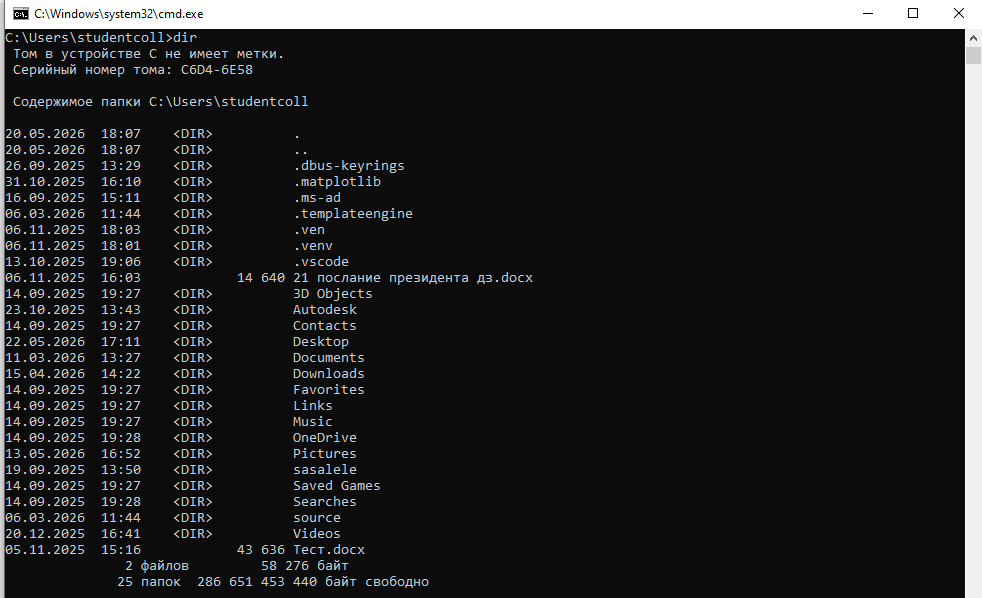 C:\Windows\system32\cmd.exe
C:\Users\studentcoll>dir
Том в устройстве C не имеет метки.
Серийный номер тома: C6D4-6E58
Содержимое папки C:\Users\studentcoll
20.05.2026  18:07    <DIR>          .
20.05.2026  18:07    <DIR>          ..
26.09.2025  13:29    <DIR>          .dbus-keyrings
31.10.2025  16:10    <DIR>          .matplotlib
16.09.2025  15:11    <DIR>          .ms-ad
06.03.2026  11:44    <DIR>          .templateengine
06.11.2025  18:03    <DIR>          .ven
06.11.2025  18:01    <DIR>          .venv
13.10.2025  19:06    <DIR>          .vscode
06.11.2025  16:03            14 640 21 послание президента дз.docx
14.09.2025  19:27    <DIR>          3D Objects
23.10.2025  13:43    <DIR>          Autodesk
14.09.2025  19:27    <DIR>          Contacts
22.05.2026  17:11    <DIR>          Desktop
11.03.2026  13:27    <DIR>          Documents
15.04.2026  14:22    <DIR>          Downloads
14.09.2025  19:27    <DIR>          Favorites
14.09.2025  19:27    <DIR>          Links
14.09.2025  19:27    <DIR>          Music
14.09.2025  19:28    <DIR>          OneDrive
13.05.2026  16:52    <DIR>          Pictures
19.09.2025  13:50    <DIR>          sasalele
14.09.2025  19:27    <DIR>          Saved Games
14.09.2025  19:28    <DIR>          Searches
06.03.2026  11:44    <DIR>          source
20.12.2025  16:41    <DIR>          Videos
05.11.2025  15:16            43 636 Тест.docx
2 файлов         58 276 байт
25 папок  286 651 453 440 байт свободно